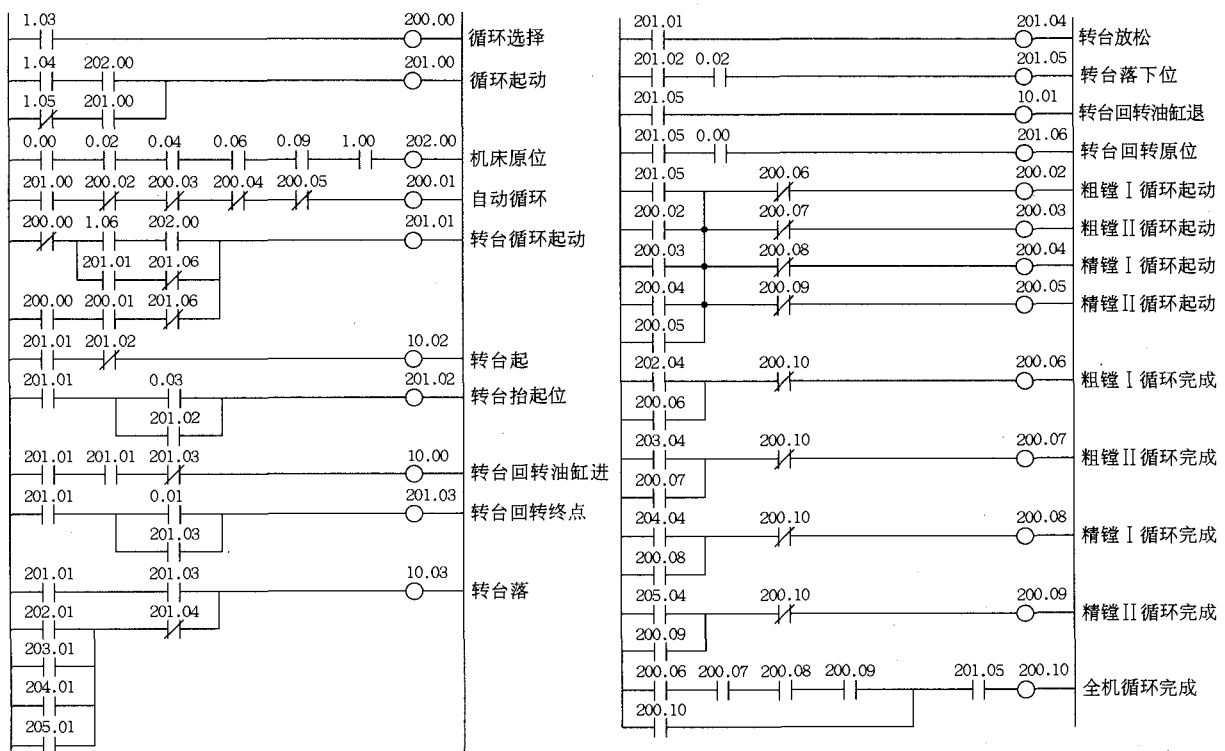 1.03 200.00
循环选择
1.04 202.00 201.00
循环起动
1.05 201.00
0.00 0.02 0.04 0.06 0.09 1.00 202.00
机床原位
201.00 200.02 200.03 200.04 200.05 200.01
自动循环
200.00 1.06 202.00 201.01
转台循环起动
201.01 201.06
200.00 200.01 201.06
201.01 201.02 10.02
转台起
201.01 0.03 201.02
转台抬起位
201.02
201.01 201.01 201.03 10.00
转台回转油缸进
201.01 0.01 201.03
转台回转终点
201.03
201.01 201.03 10.03
转台落
202.01 201.04
203.01
204.01
205.01
201.01 201.04
转台放松
201.02 0.02 201.05
转台落下位
201.05 10.01
转台回转油缸退
201.05 0.00 201.06
转台回转原位
201.05 200.06 200.02
粗镗Ⅰ循环起动
200.02 200.07 200.03
粗镗Ⅱ循环起动
200.03 200.08 200.04
精镗Ⅰ循环起动
200.04 200.09 200.05
精镗Ⅱ循环起动
200.05
202.04 200.10 200.06
粗镗Ⅰ循环完成
200.06
203.04 200.10 200.07
粗镗Ⅱ循环完成
200.07
204.04 200.10 200.08
精镗Ⅰ循环完成
200.08
205.04 200.10 200.09
精镗Ⅱ循环完成
200.09
200.06 200.07 200.08 200.09 201.05 200.10
全机循环完成
200.10